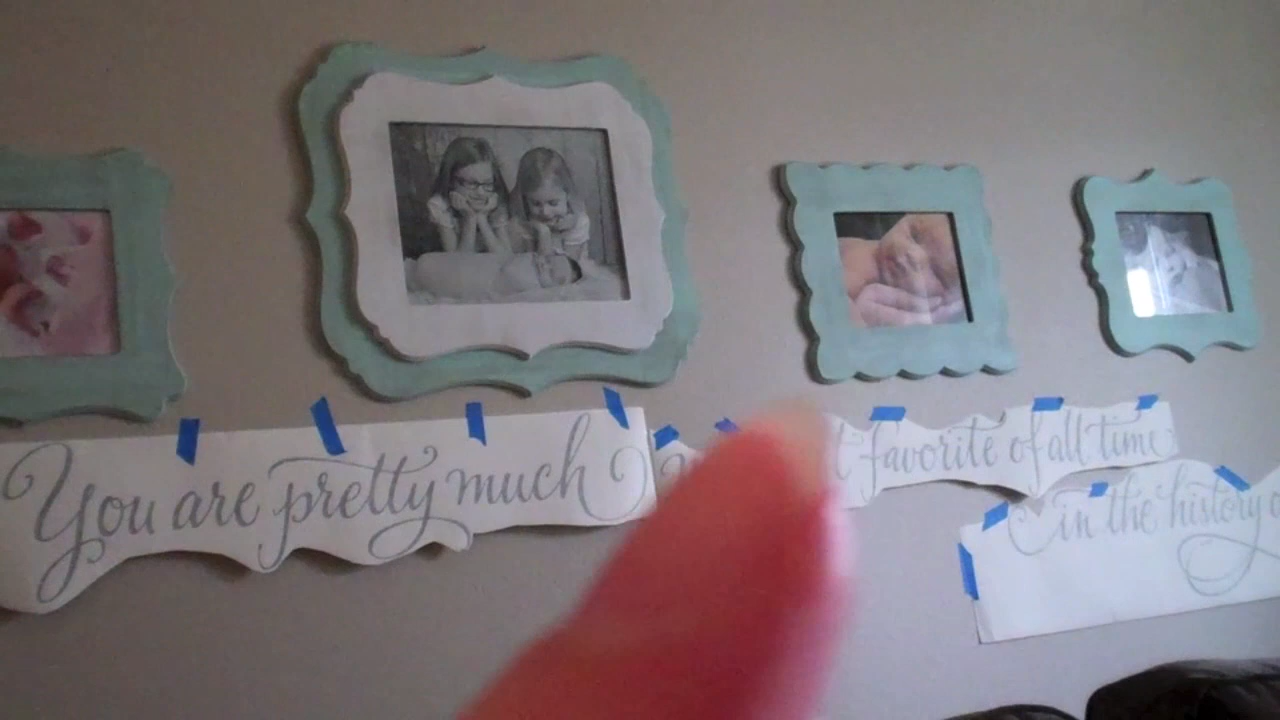 You are pretty much
favorite of all time
in the history